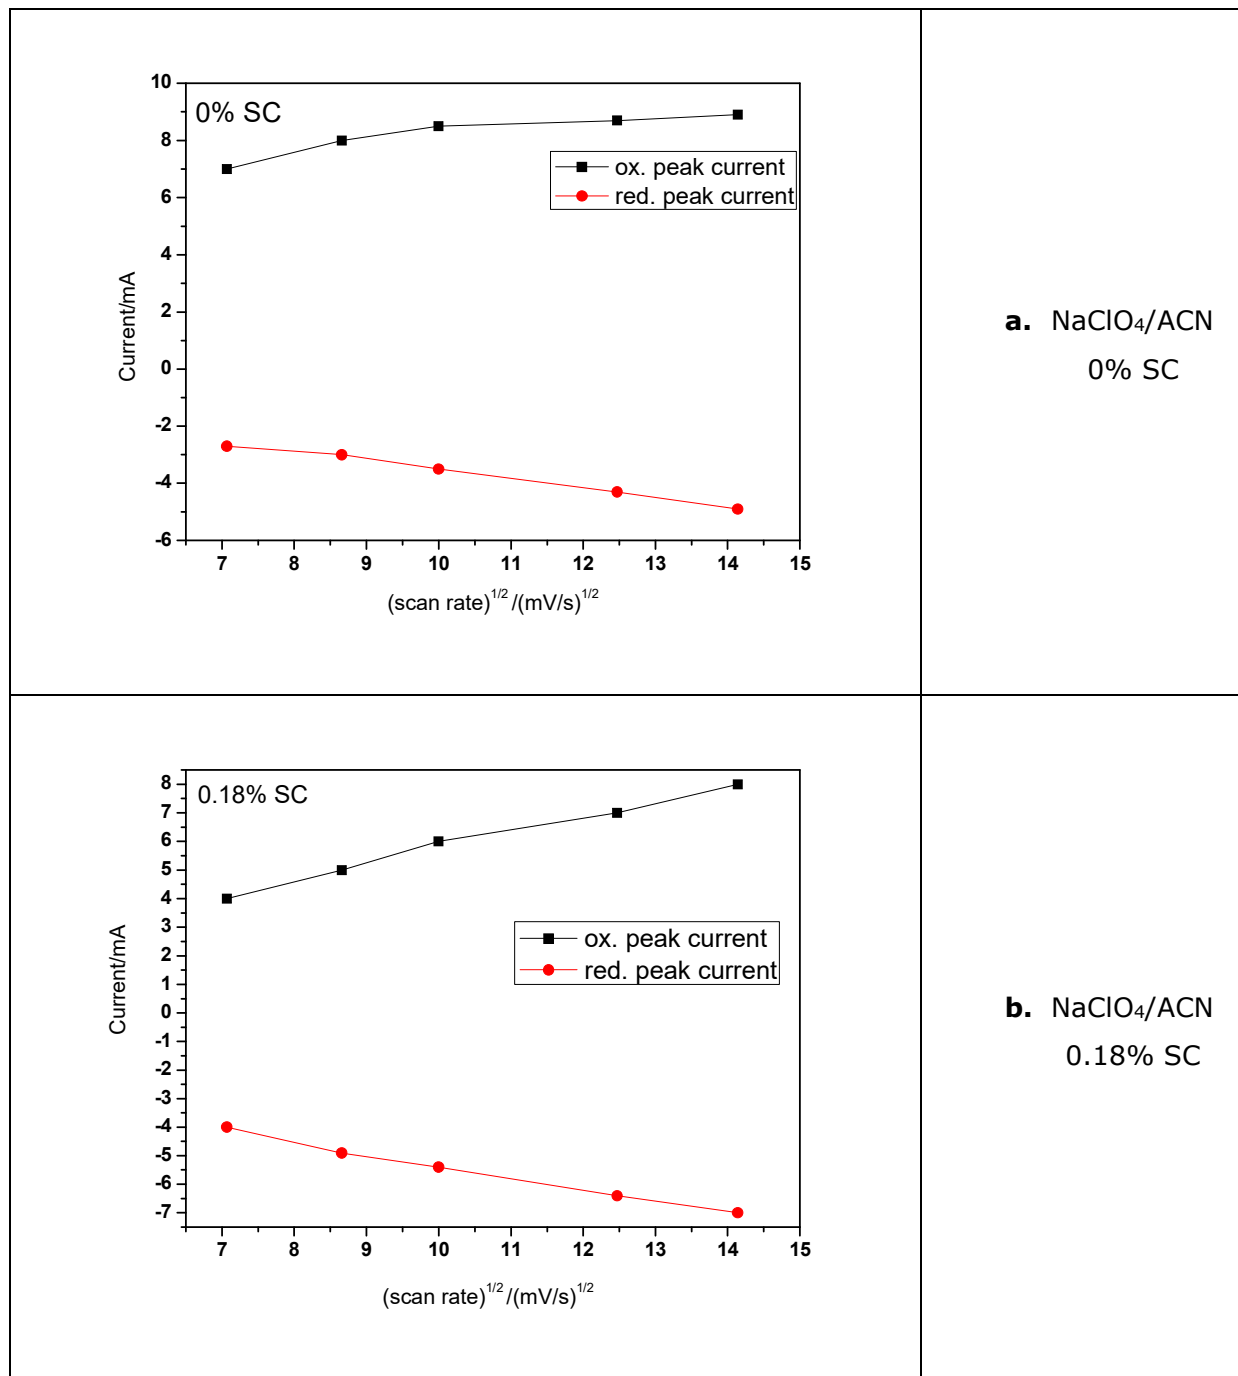 0% SC
10
8
6
4
2
0
-2
-4
-6
Current/mA
ox. peak current
red. peak current
7 8 9 10 11 12 13 14 15
(scan rate)^1/2 /(mV/s)^1/2
a. NaClO₄/ACN
0% SC
0.18% SC
8
7
6
5
4
3
2
1
0
-1
-2
-3
-4
-5
-6
-7
Current/mA
ox. peak current
red. peak current
7 8 9 10 11 12 13 14 15
(scan rate)^1/2 /(mV/s)^1/2
b. NaClO₄/ACN
0.18% SC